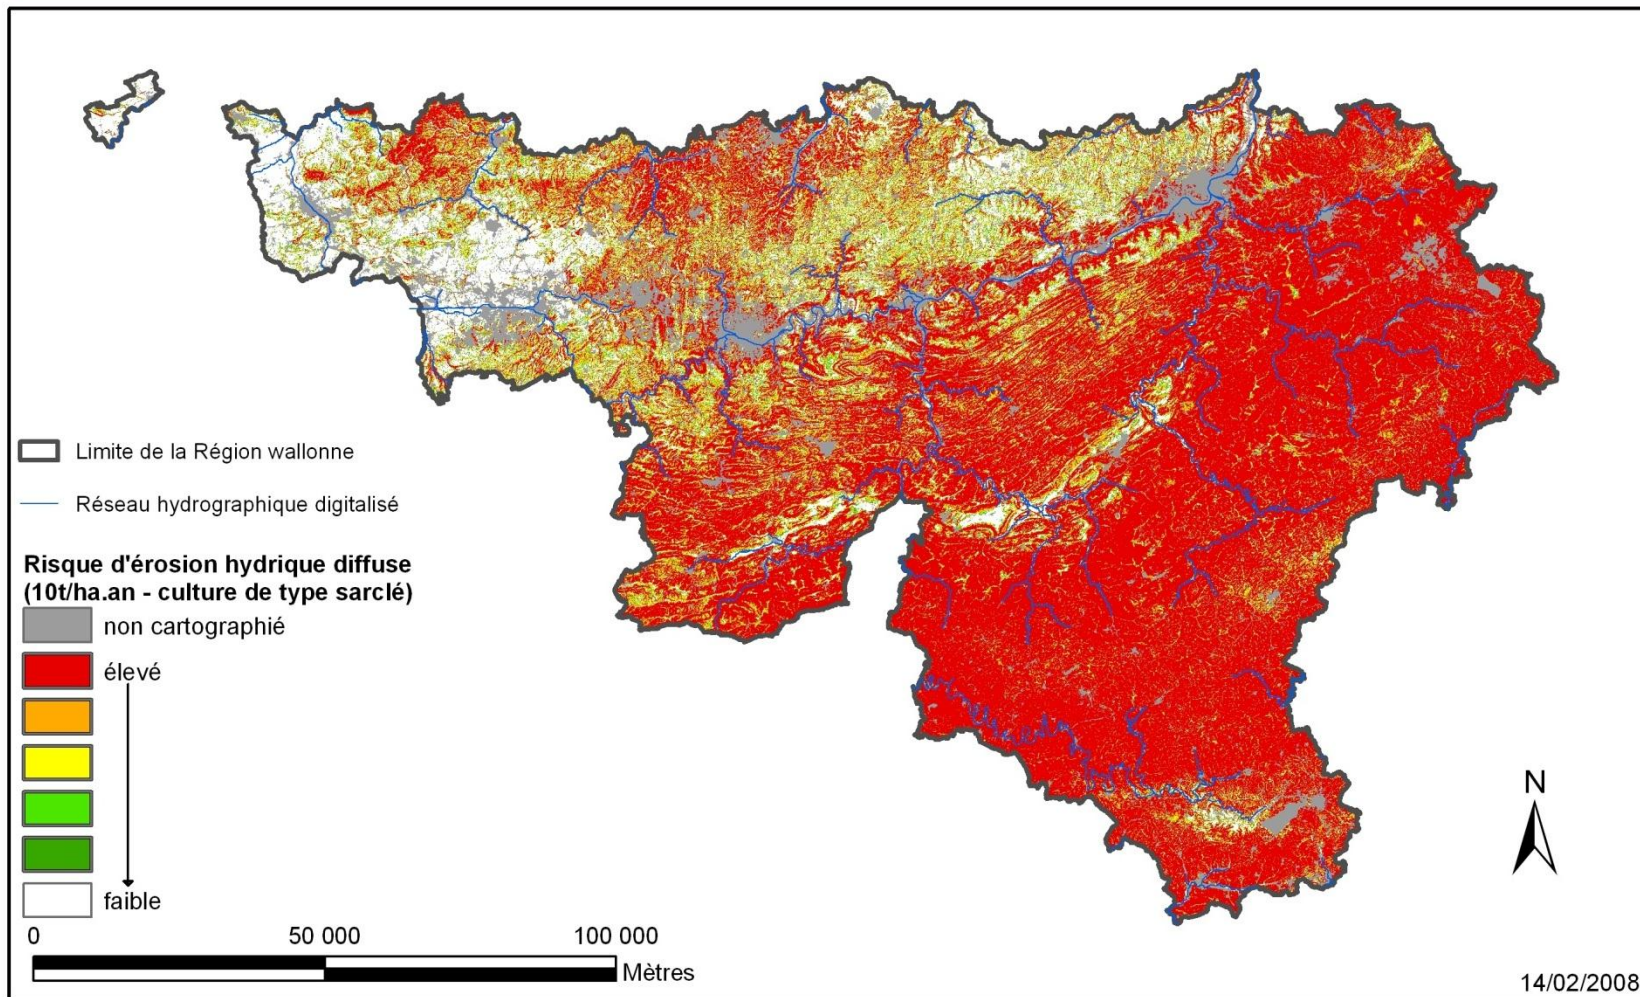 Limite de la Région wallonne
Réseau hydrographique digitalisé
Risque d'érosion hydrique diffuse
(10t/ha.an - culture de type sarclé)
non cartographié
élevé
faible
0 50 000 100 000
Mètres
N
14/02/2008